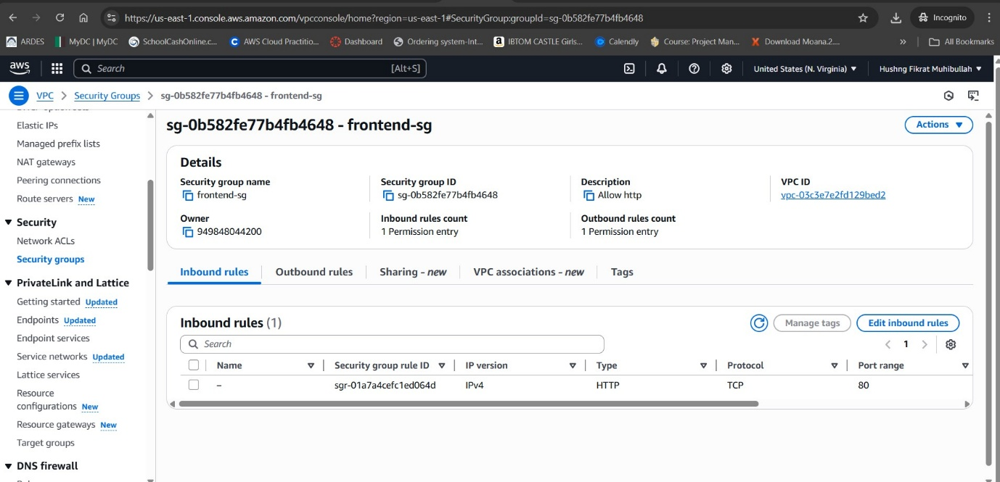 https://us-east-1.console.aws.amazon.com/vpcconsole/home?region=us-east-1#SecurityGroup:groupId=sg-0b582fe77b4fb4648
Incognito
ARDES
MyDC | MyDC
SchoolCashOnline.c...
AWS Cloud Practitio...
Dashboard
Ordering system-Int...
IBTOM CASTLE Girls...
Calendly
Course: Project Man...
Download Moana.2....
»
All Bookmarks
aws
Search [Alt+S]
United States (N. Virginia)
Hushng Fikrat Muhibullah
VPC > Security Groups > sg-0b582fe77b4fb4648 - frontend-sg
Elastic IPs
Managed prefix lists
NAT gateways
Peering connections
Route servers New
Security
Network ACLs
Security groups
PrivateLink and Lattice
Getting started Updated
Endpoints Updated
Endpoint services
Service networks Updated
Lattice services
Resource
configurations New
Resource gateways New
Target groups
DNS firewall
sg-0b582fe77b4fb4648 - frontend-sg
Actions
Details
Security group name
frontend-sg
Security group ID
sg-0b582fe77b4fb4648
Description
Allow http
VPC ID
vpc-03c3e7e2fd129bed2
Owner
949848044200
Inbound rules count
1 Permission entry
Outbound rules count
1 Permission entry
Inbound rules
Outbound rules
Sharing - new
VPC associations - new
Tags
Inbound rules (1)
Manage tags
Edit inbound rules
Search
< 1 >
Name Security group rule ID IP version Type Protocol Port range
– sgr-01a7a4cefc1ed064d IPv4 HTTP TCP 80